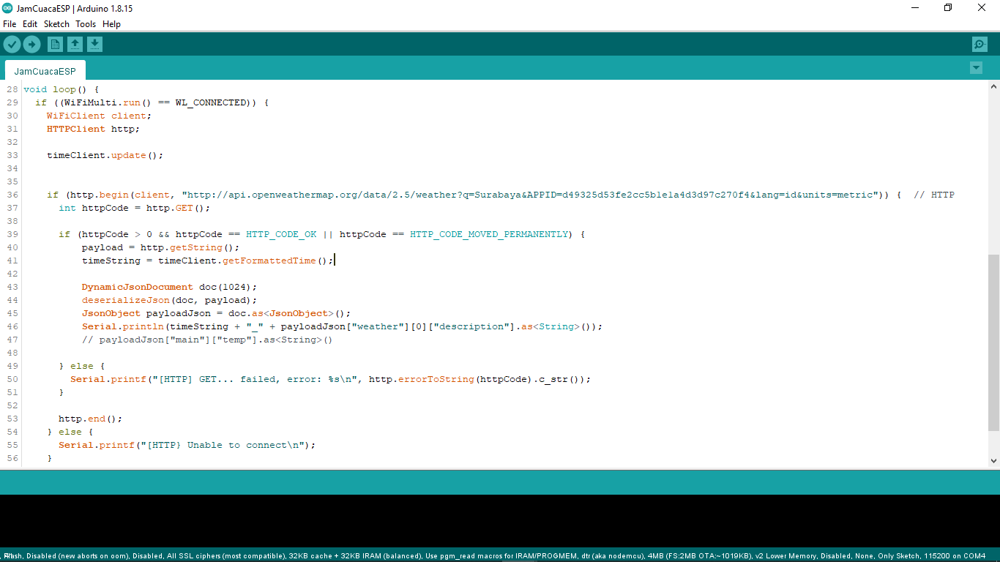 JamCuacaESP | Arduino 1.8.15
File Edit Sketch Tools Help
JamCuacaESP
28 void loop() {
29 if ((WiFiMulti.run() == WL_CONNECTED)) {
30 WiFiClient client;
31 HTTPClient http;
32
33 timeClient.update();
34
35
36 if (http.begin(client, "http://api.openweathermap.org/data/2.5/weather?q=Surabaya&APPID=d49325d53fe2cc5b1e1a4d3d97c270f4&lang=id&units=metric")) { // HTTP
37 int httpCode = http.GET();
38
39 if (httpCode > 0 && httpCode == HTTP_CODE_OK || httpCode == HTTP_CODE_MOVED_PERMANENTLY) {
40 payload = http.getString();
41 timeString = timeClient.getFormattedTime();
42
43 DynamicJsonDocument doc(1024);
44 deserializeJson(doc, payload);
45 JsonObject payloadJson = doc.as<JsonObject>();
46 Serial.println(timeString + "_" + payloadJson["weather"][0]["description"].as<String>());
47 // payloadJson["main"]["temp"].as<String>()
48
49 } else {
50 Serial.printf("[HTTP] GET... failed, error: %s\n", http.errorToString(httpCode).c_str());
51 }
52
53 http.end();
54 } else {
55 Serial.printf("[HTTP} Unable to connect\n");
56 }
, Disabled (new aborts on oom), Disabled, All SSL ciphers (most compatible), 32KB cache + 32KB IRAM (balanced), Use pgm_read macros for IRAM/PROGMEM, dtr (aka nodemcu), 4MB (FS:2MB OTA:~1019KB), v2 Lower Memory, Disabled, None, Only Sketch, 115200 on COM4